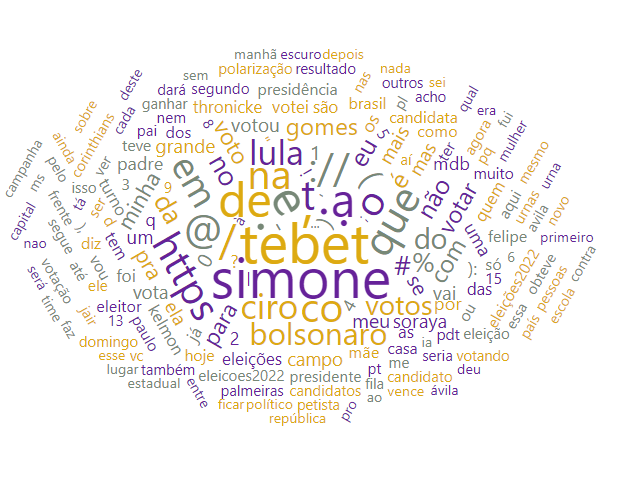 manhã escuro depois
polarização resultado nas nada
sem
dará segundo presidência outros sei
ganhar thronicke votei são brasil pl acho qual
deste cada nem dos 8 votou gomes os candidata era
sobre pai teve grande voto 1 5 mais como ter fui
corinthians ainda padre no lula :// eu mas aí agora mulher
campanha pelo ver em na ( é mdb pq mesmo
ms isso 3 9 minha muito urna
tá turno da de e, t.ao que não votar quem aqui urnas novo
capital frente ser d @ : o uma avila
nao ), tem q um / tebet do com felipe primeiro
segue até diz pra 0 ? https simone % # ): só 6 contra
será votação vou foi se vai das 15 essa obteve pessoas
ele vota ela ciro co 4 votos por eleições2022
time faz eleitor kelmon para bolsonaro ou país escola
jair 13 paulo já 2 meu soraya pdt eleição
domingo hoje eleições campo mãe as ia seria votando
esse vc casa me
lugar também eleicoes2022 presidente pt fila candidato deu
estadual palmeiras candidatos ao vence ávila
entre ficar político petista pro
república